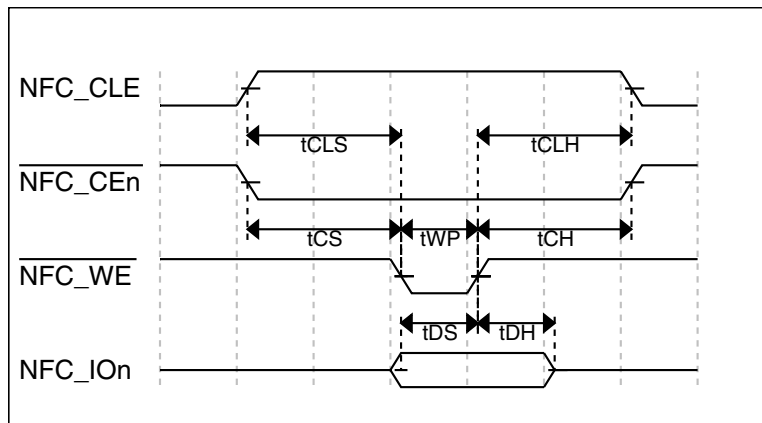 NFC_CLE
tCLS tCLH
NFC_CEn
tCS tWP tCH
NFC_WE
tDS tDH
NFC_IOn